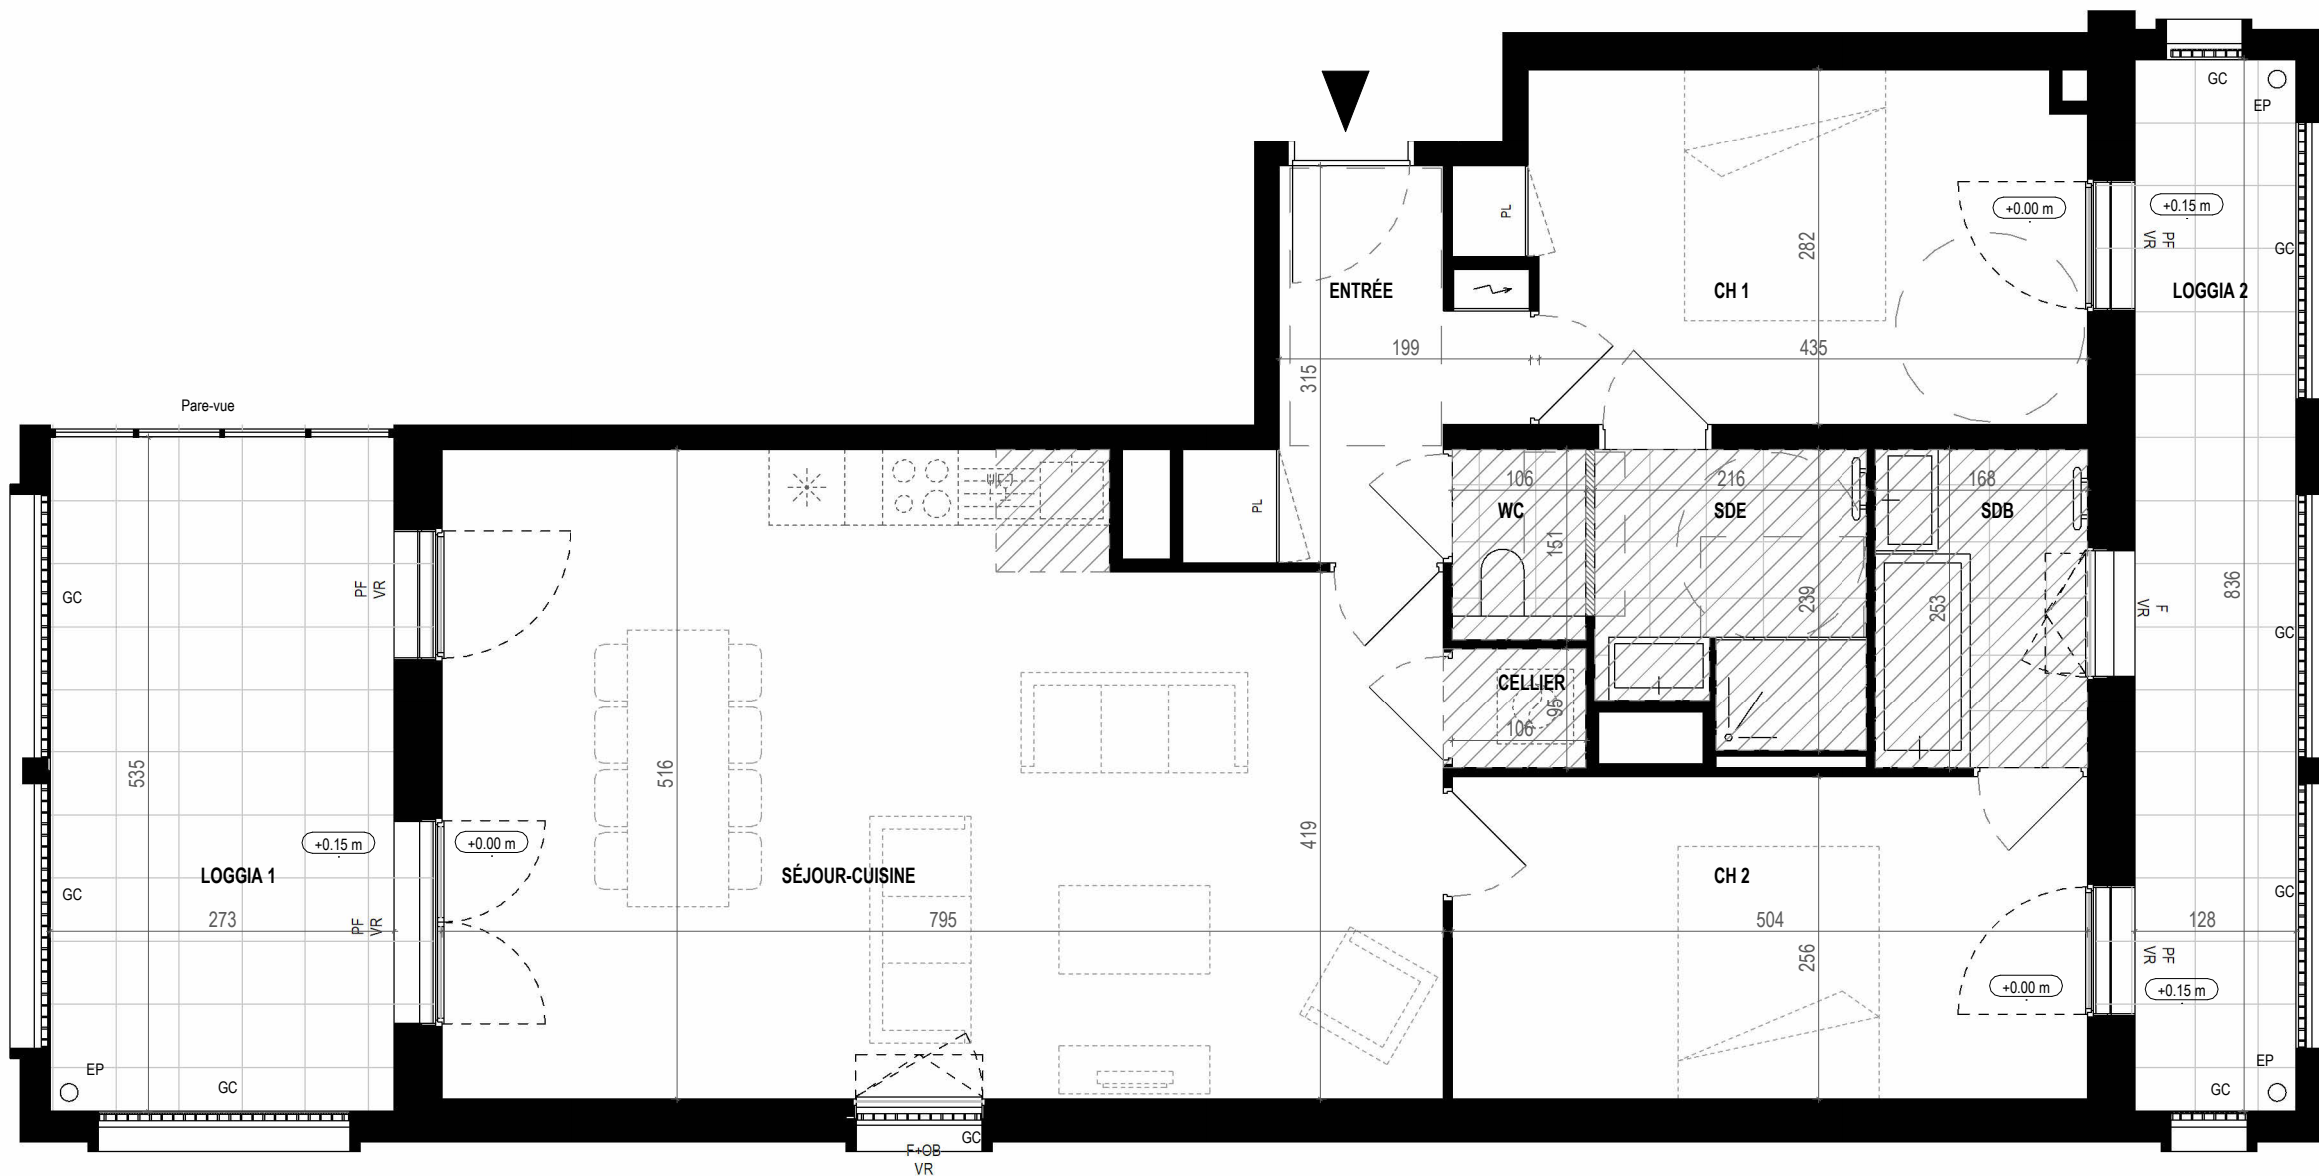 GC
EP
PL
+0.00 m
+0.15 m
PF
VR
282
ENTRÉE
CH 1
LOGGIA 2
GC
199
435
315
Pare-vue
106
216
168
WC
SDE
SDB
PL
151
GC
PF
VR
239
253
F
VR
836
GC
CELLIER
95
106
535
516
419
+0.15 m
+0.00 m
LOGGIA 1
SÉJOUR-CUISINE
CH 2
GC
GC
273
PF
VR
795
504
128
256
PF
VR
+0.00 m
+0.15 m
EP
GC
EP
GC
GC
F+OB
VR